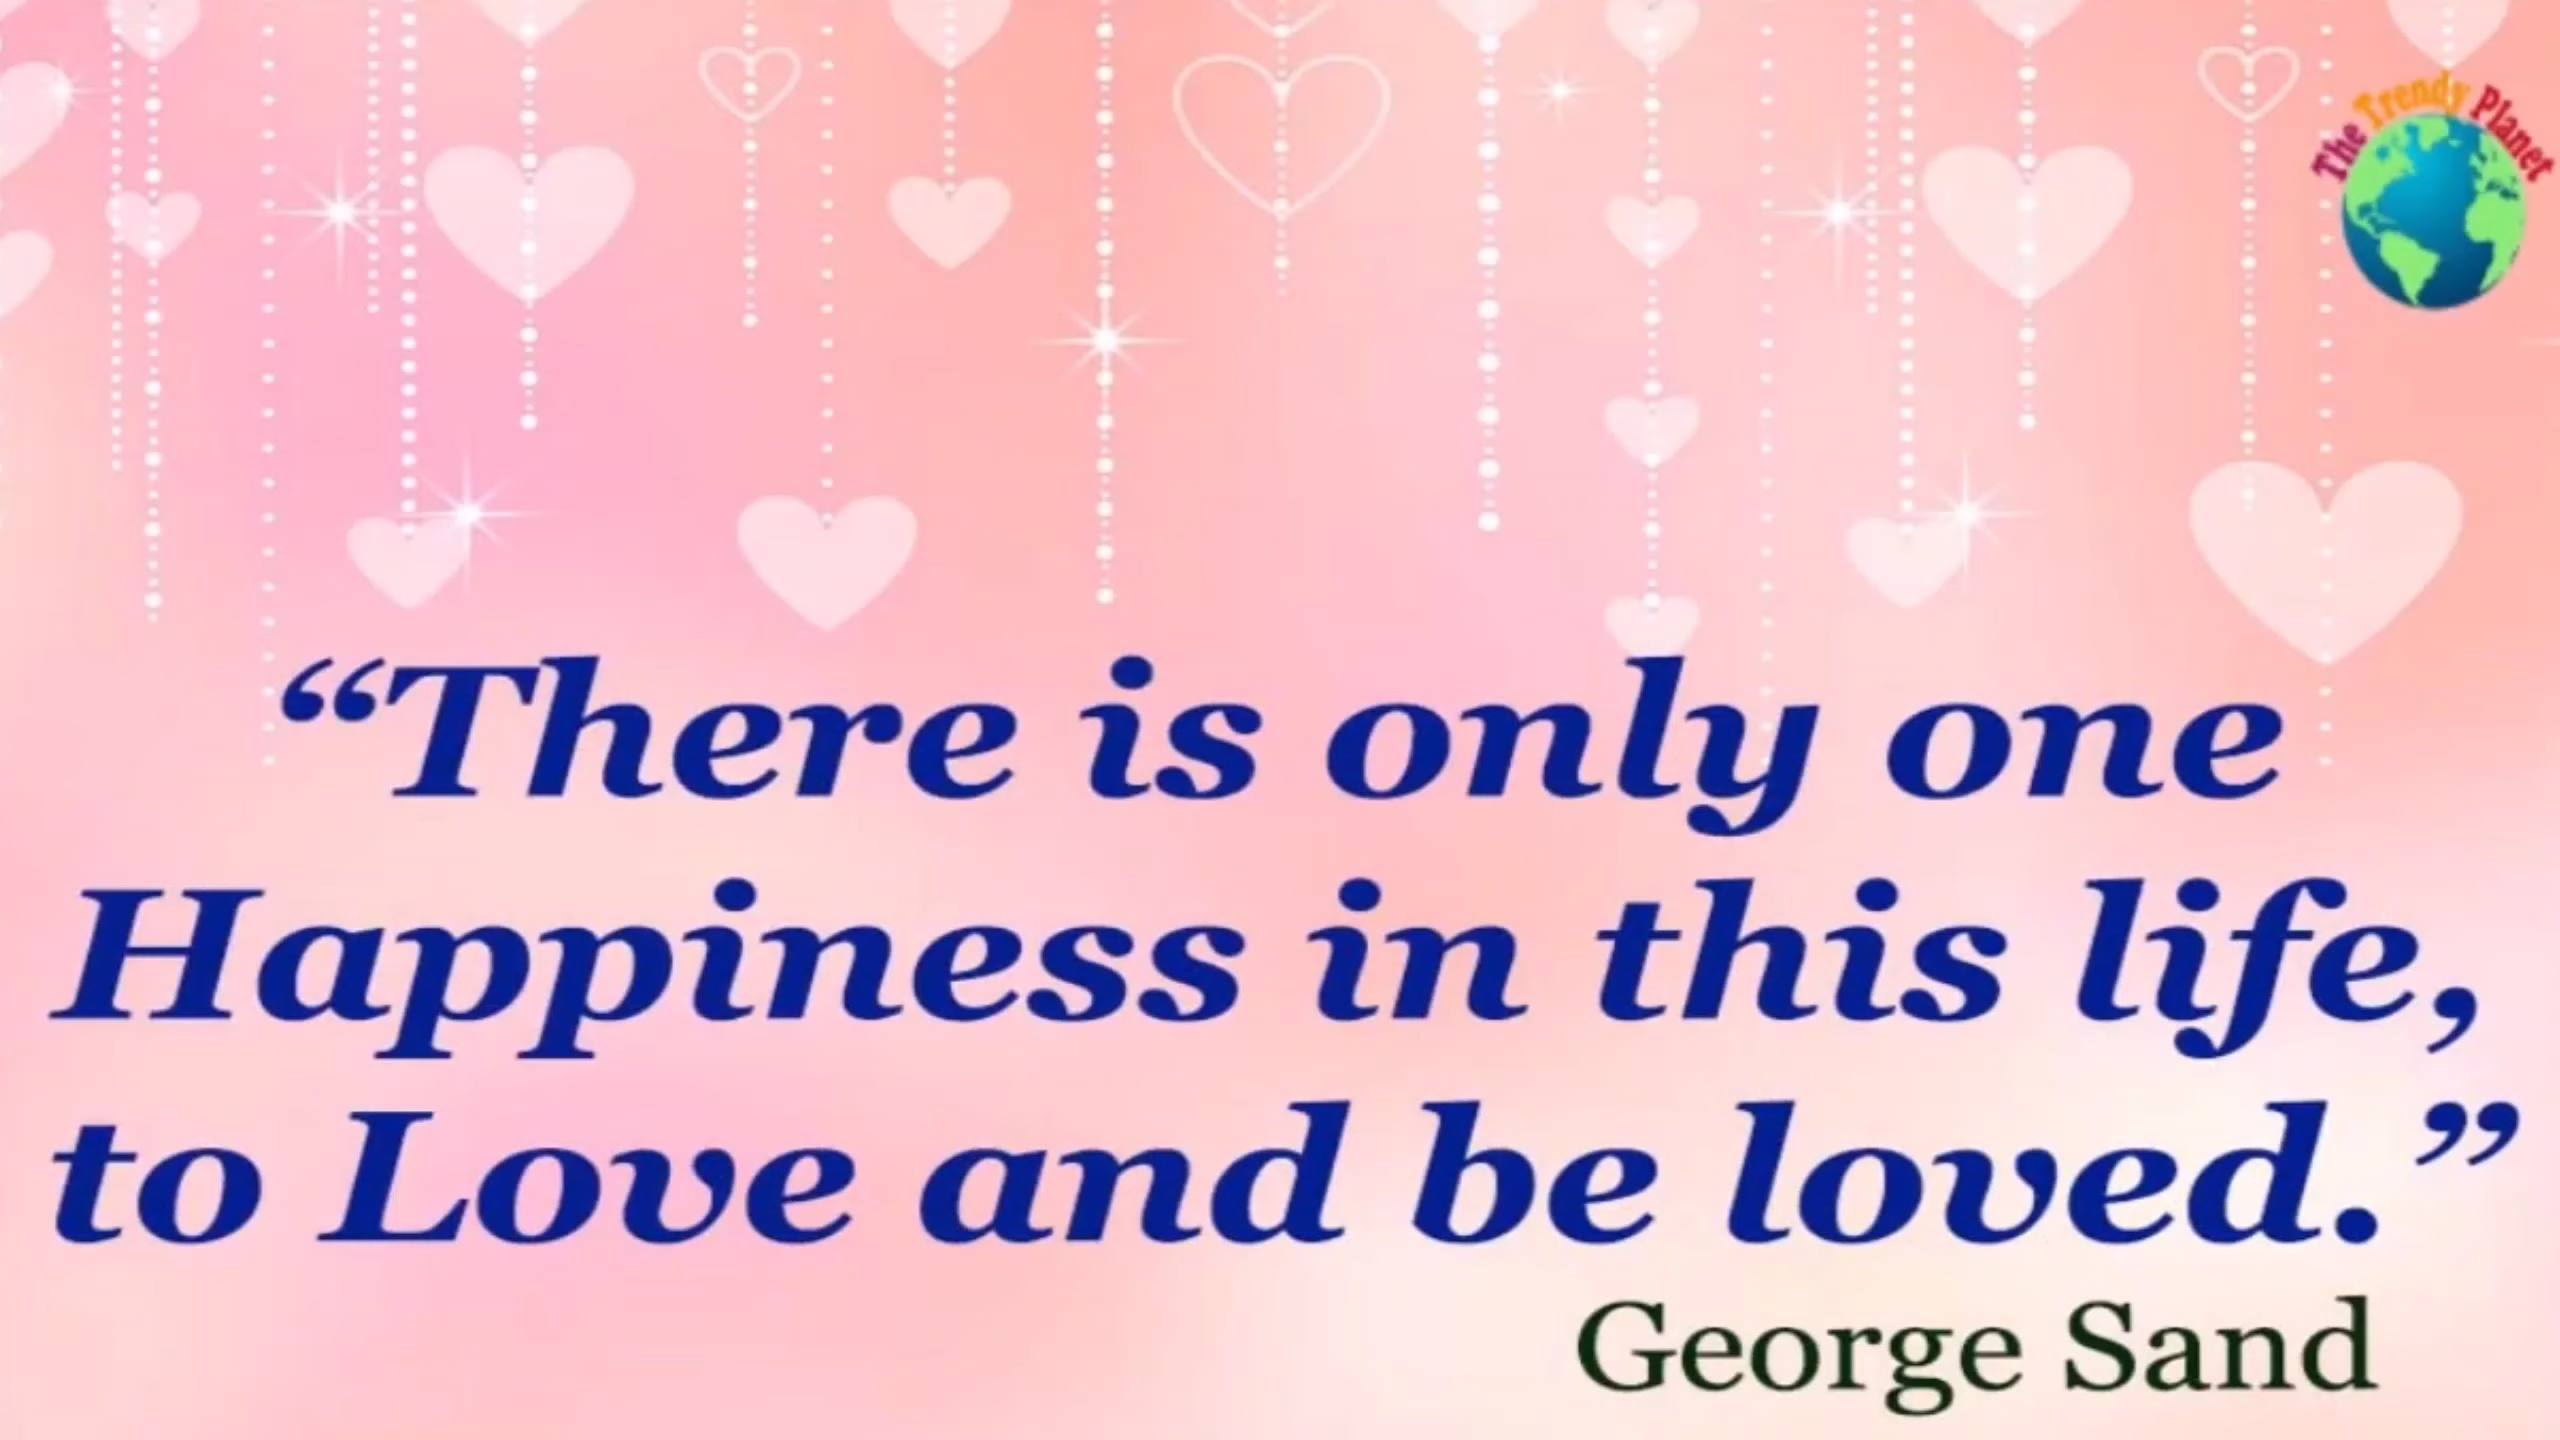 The Trendy Planet
“There is only one
Happiness in this life,
to Love and be loved.”
George Sand